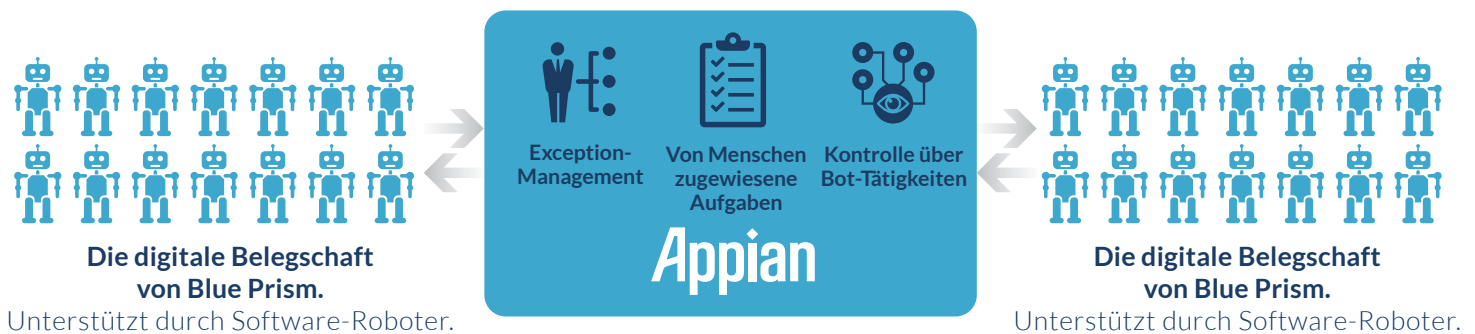 Die digitale Belegschaft
von Blue Prism.
Unterstützt durch Software-Roboter.
Exception-
Management
Von Menschen
zugewiesene
Aufgaben
Kontrolle über
Bot-Tätigkeiten
Appian
Die digitale Belegschaft
von Blue Prism.
Unterstützt durch Software-Roboter.